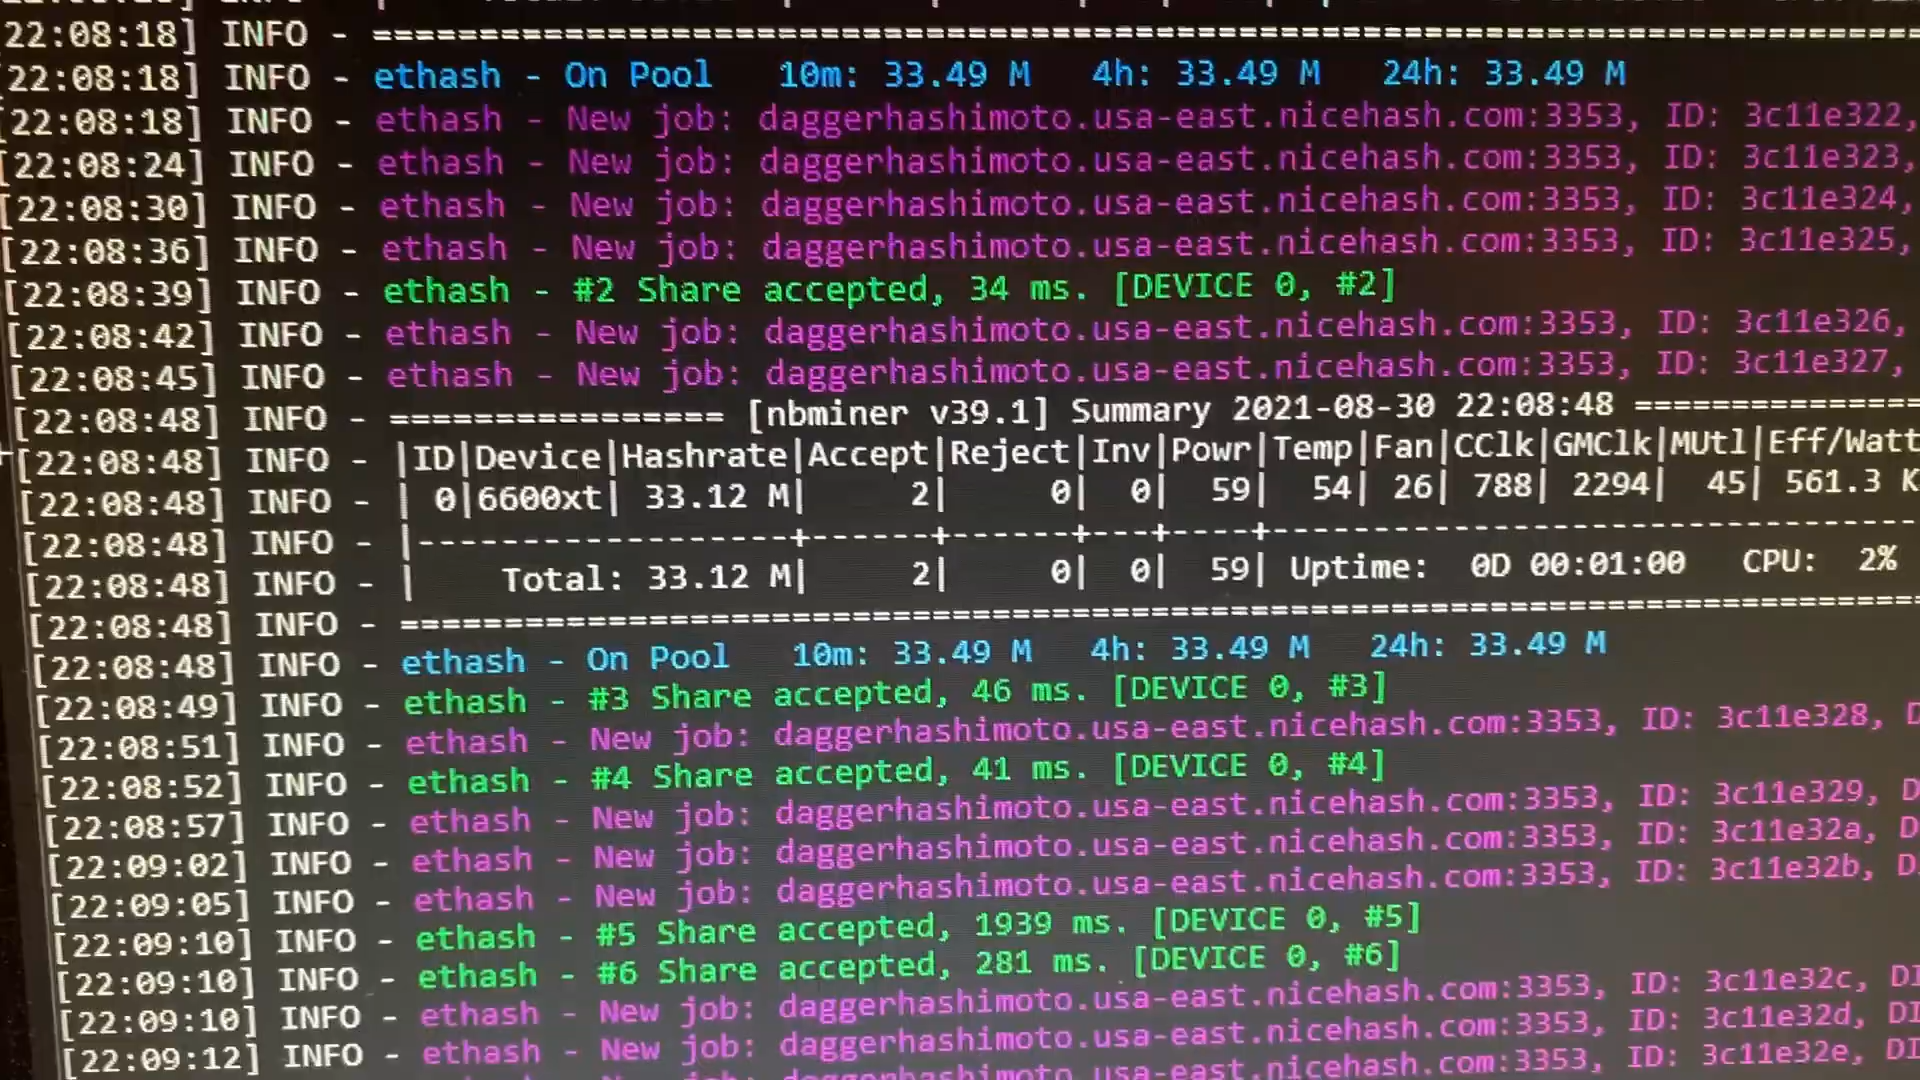 22:08:18] INFO - ============================================================
22:08:18] INFO - ethash - On Pool 10m: 33.49 M 4h: 33.49 M 24h: 33.49 M
[22:08:18] INFO - ethash - New job: daggerhashimoto.usa-east.nicehash.com:3353, ID: 3c11e322,
[22:08:24] INFO - ethash - New job: daggerhashimoto.usa-east.nicehash.com:3353, ID: 3c11e323,
[22:08:30] INFO - ethash - New job: daggerhashimoto.usa-east.nicehash.com:3353, ID: 3c11e324,
[22:08:36] INFO - ethash - New job: daggerhashimoto.usa-east.nicehash.com:3353, ID: 3c11e325,
[22:08:39] INFO - ethash - #2 Share accepted, 34 ms. [DEVICE 0, #2]
[22:08:42] INFO - ethash - New job: daggerhashimoto.usa-east.nicehash.com:3353, ID: 3c11e326,
[22:08:45] INFO - ethash - New job: daggerhashimoto.usa-east.nicehash.com:3353, ID: 3c11e327,
[22:08:48] INFO - ================ [nbminer v39.1] Summary 2021-08-30 22:08:48 ================
[22:08:48] INFO - |ID|Device|Hashrate|Accept|Reject|Inv|Powr|Temp|Fan|CClk|GMClk|MUtl|Eff/Watt
[22:08:48] INFO - | 0|6600xt| 33.12 M| 2| 0| 0| 59| 54| 26| 788| 2294| 45| 561.3 K
[22:08:48] INFO - |------------------+------+------+---+----+--------------------------------
[22:08:48] INFO - | Total: 33.12 M| 2| 0| 0| 59| Uptime: 0D 00:01:00 CPU: 2%
[22:08:48] INFO - ============================================================
[22:08:48] INFO - ethash - On Pool 10m: 33.49 M 4h: 33.49 M 24h: 33.49 M
[22:08:49] INFO - ethash - #3 Share accepted, 46 ms. [DEVICE 0, #3]
[22:08:51] INFO - ethash - New job: daggerhashimoto.usa-east.nicehash.com:3353, ID: 3c11e328, D
[22:08:52] INFO - ethash - #4 Share accepted, 41 ms. [DEVICE 0, #4]
[22:08:57] INFO - ethash - New job: daggerhashimoto.usa-east.nicehash.com:3353, ID: 3c11e329, D
[22:09:02] INFO - ethash - New job: daggerhashimoto.usa-east.nicehash.com:3353, ID: 3c11e32a, D
[22:09:05] INFO - ethash - New job: daggerhashimoto.usa-east.nicehash.com:3353, ID: 3c11e32b, D
[22:09:10] INFO - ethash - #5 Share accepted, 1939 ms. [DEVICE 0, #5]
[22:09:10] INFO - ethash - #6 Share accepted, 281 ms. [DEVICE 0, #6]
[22:09:10] INFO - ethash - New job: daggerhashimoto.usa-east.nicehash.com:3353, ID: 3c11e32c, DI
[22:09:12] INFO - ethash - New job: daggerhashimoto.usa-east.nicehash.com:3353, ID: 3c11e32d, DI
daggerhashimoto.usa-east.nicehash.com:3353, ID: 3c11e32e, DI